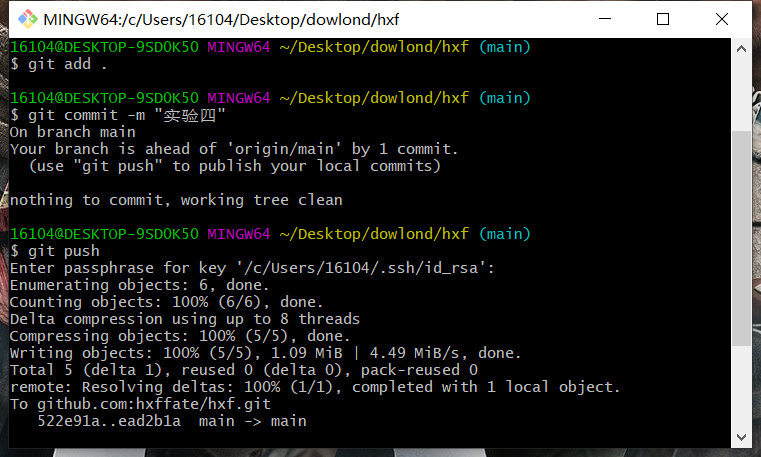 MINGW64:/c/Users/16104/Desktop/dowlond/hxf
16104@DESKTOP-9SDOK50 MINGW64 ~/Desktop/dowlond/hxf (main)
$ git add .
16104@DESKTOP-9SDOK50 MINGW64 ~/Desktop/dowlond/hxf (main)
$ git commit -m "实验四"
On branch main
Your branch is ahead of 'origin/main' by 1 commit.
  (use "git push" to publish your local commits)
nothing to commit, working tree clean
16104@DESKTOP-9SDOK50 MINGW64 ~/Desktop/dowlond/hxf (main)
$ git push
Enter passphrase for key '/c/Users/16104/.ssh/id_rsa':
Enumerating objects: 6, done.
Counting objects: 100% (6/6), done.
Delta compression using up to 8 threads
Compressing objects: 100% (5/5), done.
Writing objects: 100% (5/5), 1.09 MiB | 4.49 MiB/s, done.
Total 5 (delta 1), reused 0 (delta 0), pack-reused 0
remote: Resolving deltas: 100% (1/1), completed with 1 local object.
To github.com:hxffate/hxf.git
   522e91a..ead2b1a  main -> main